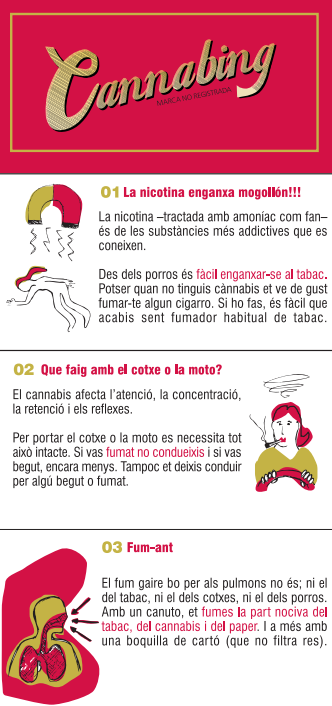 Cannabing
MARCA NO REGISTRADA
01 La nicotina enganxa mogollón!!!
La nicotina –tractada amb amoníac com fan–
és de les substàncies més addictives que es
coneixen.
Des dels porros és fàcil enganxar-se al tabac.
Potser quan no tinguis cànnabis et ve de gust
fumar-te algun cigarro. Si ho fas, és fàcil que
acabis sent fumador habitual de tabac.
02 Que faig amb el cotxe o la moto?
El cannabis afecta l'atenció, la concentració,
la retenció i els reflexes.
Per portar el cotxe o la moto es necessita tot
això intacte. Si vas fumat no condueixis i si vas
begut, encara menys. Tampoc et deixis conduir
per algú begut o fumat.
03 Fum-ant
El fum gaire bo per als pulmons no és; ni el
del tabac, ni el dels cotxes, ni el dels porros.
Amb un canuto, et fumes la part nociva del
tabac, del cannabis i del paper. I a més amb
una boquilla de cartó (que no filtra res).